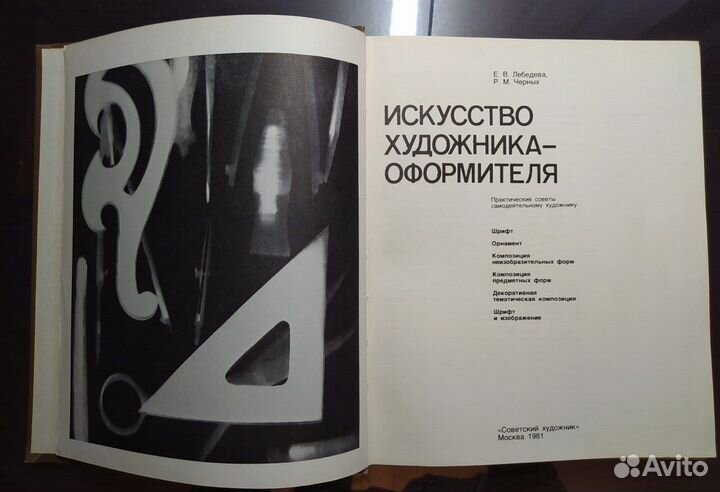 Е. В. Лебедева,
Р. М. Черных
ИСКУССТВО
ХУДОЖНИКА–
ОФОРМИТЕЛЯ
Практические советы
самодеятельному художнику
Шрифт
Орнамент
Композиция
неизобразительных форм
Композиция
предметных форм
Декоративная
тематическая композиция
Шрифт
и изображение
«Советский художник»
Москва 1981
Avito